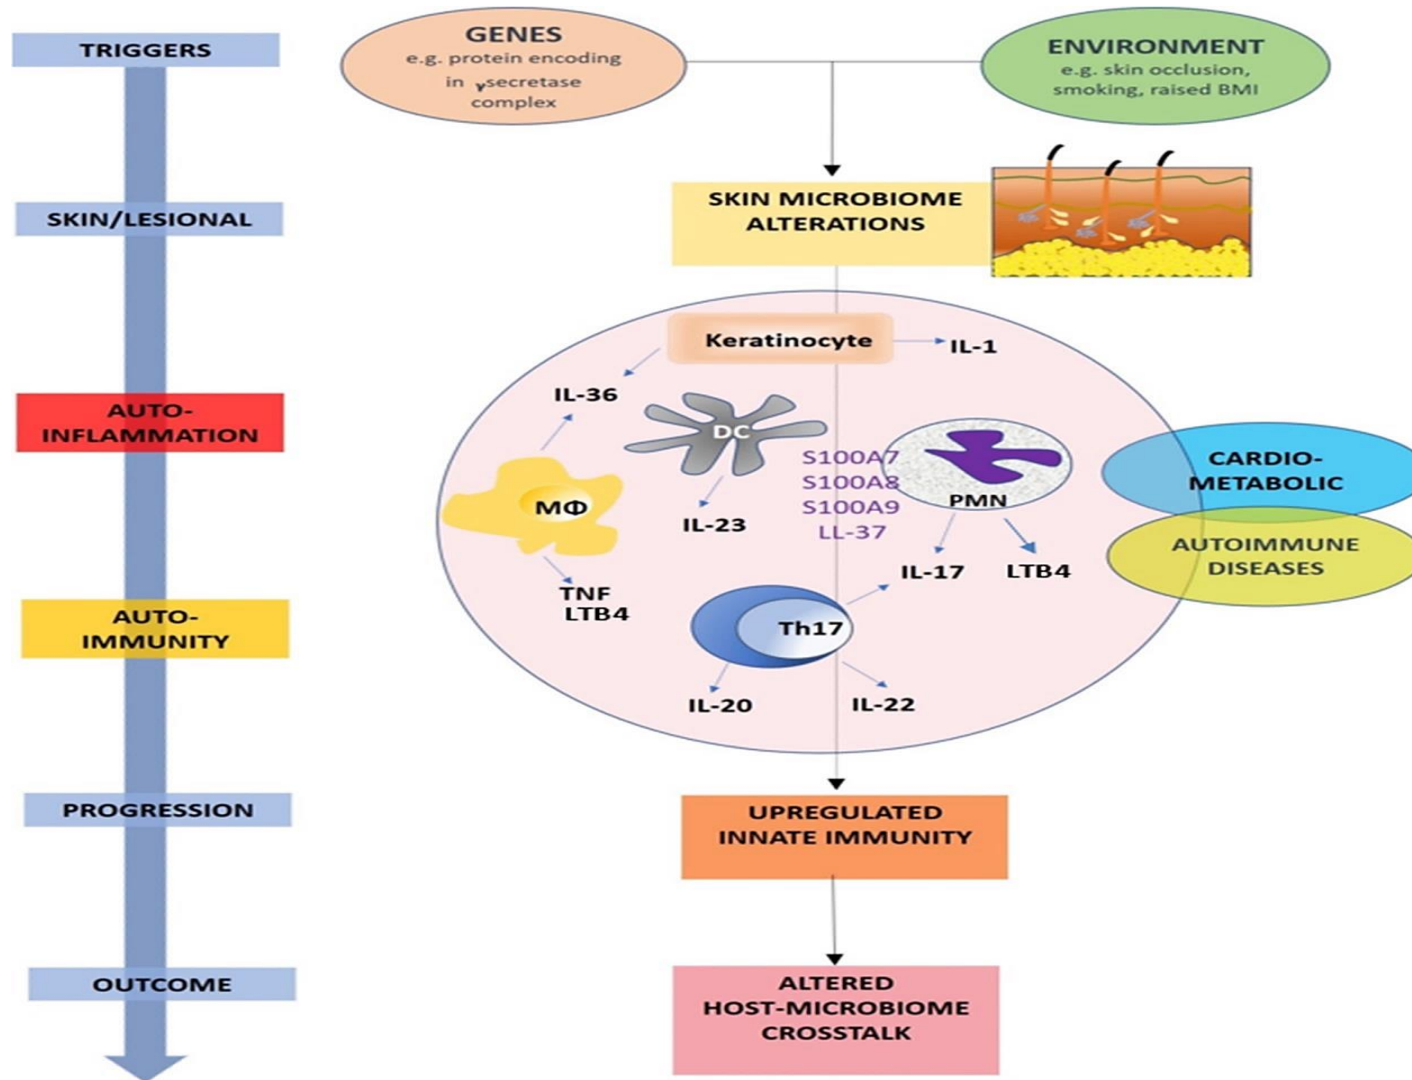 TRIGGERS
GENES
e.g. protein encoding
in γsecretase
complex
ENVIRONMENT
e.g. skin occlusion,
smoking, raised BMI
SKIN/LESIONAL
SKIN MICROBIOME
ALTERATIONS
Keratinocyte
IL-1
IL-36
AUTO-
INFLAMMATION
DC
S100A7
S100A8
S100A9
LL-37
PMN
CARDIO-
METABOLIC
MΦ
IL-23
AUTOIMMUNE
DISEASES
IL-17
LTB4
TNF
LTB4
AUTO-
IMMUNITY
Th17
IL-20
IL-22
PROGRESSION
UPREGULATED
INNATE IMMUNITY
OUTCOME
ALTERED
HOST-MICROBIOME
CROSSTALK